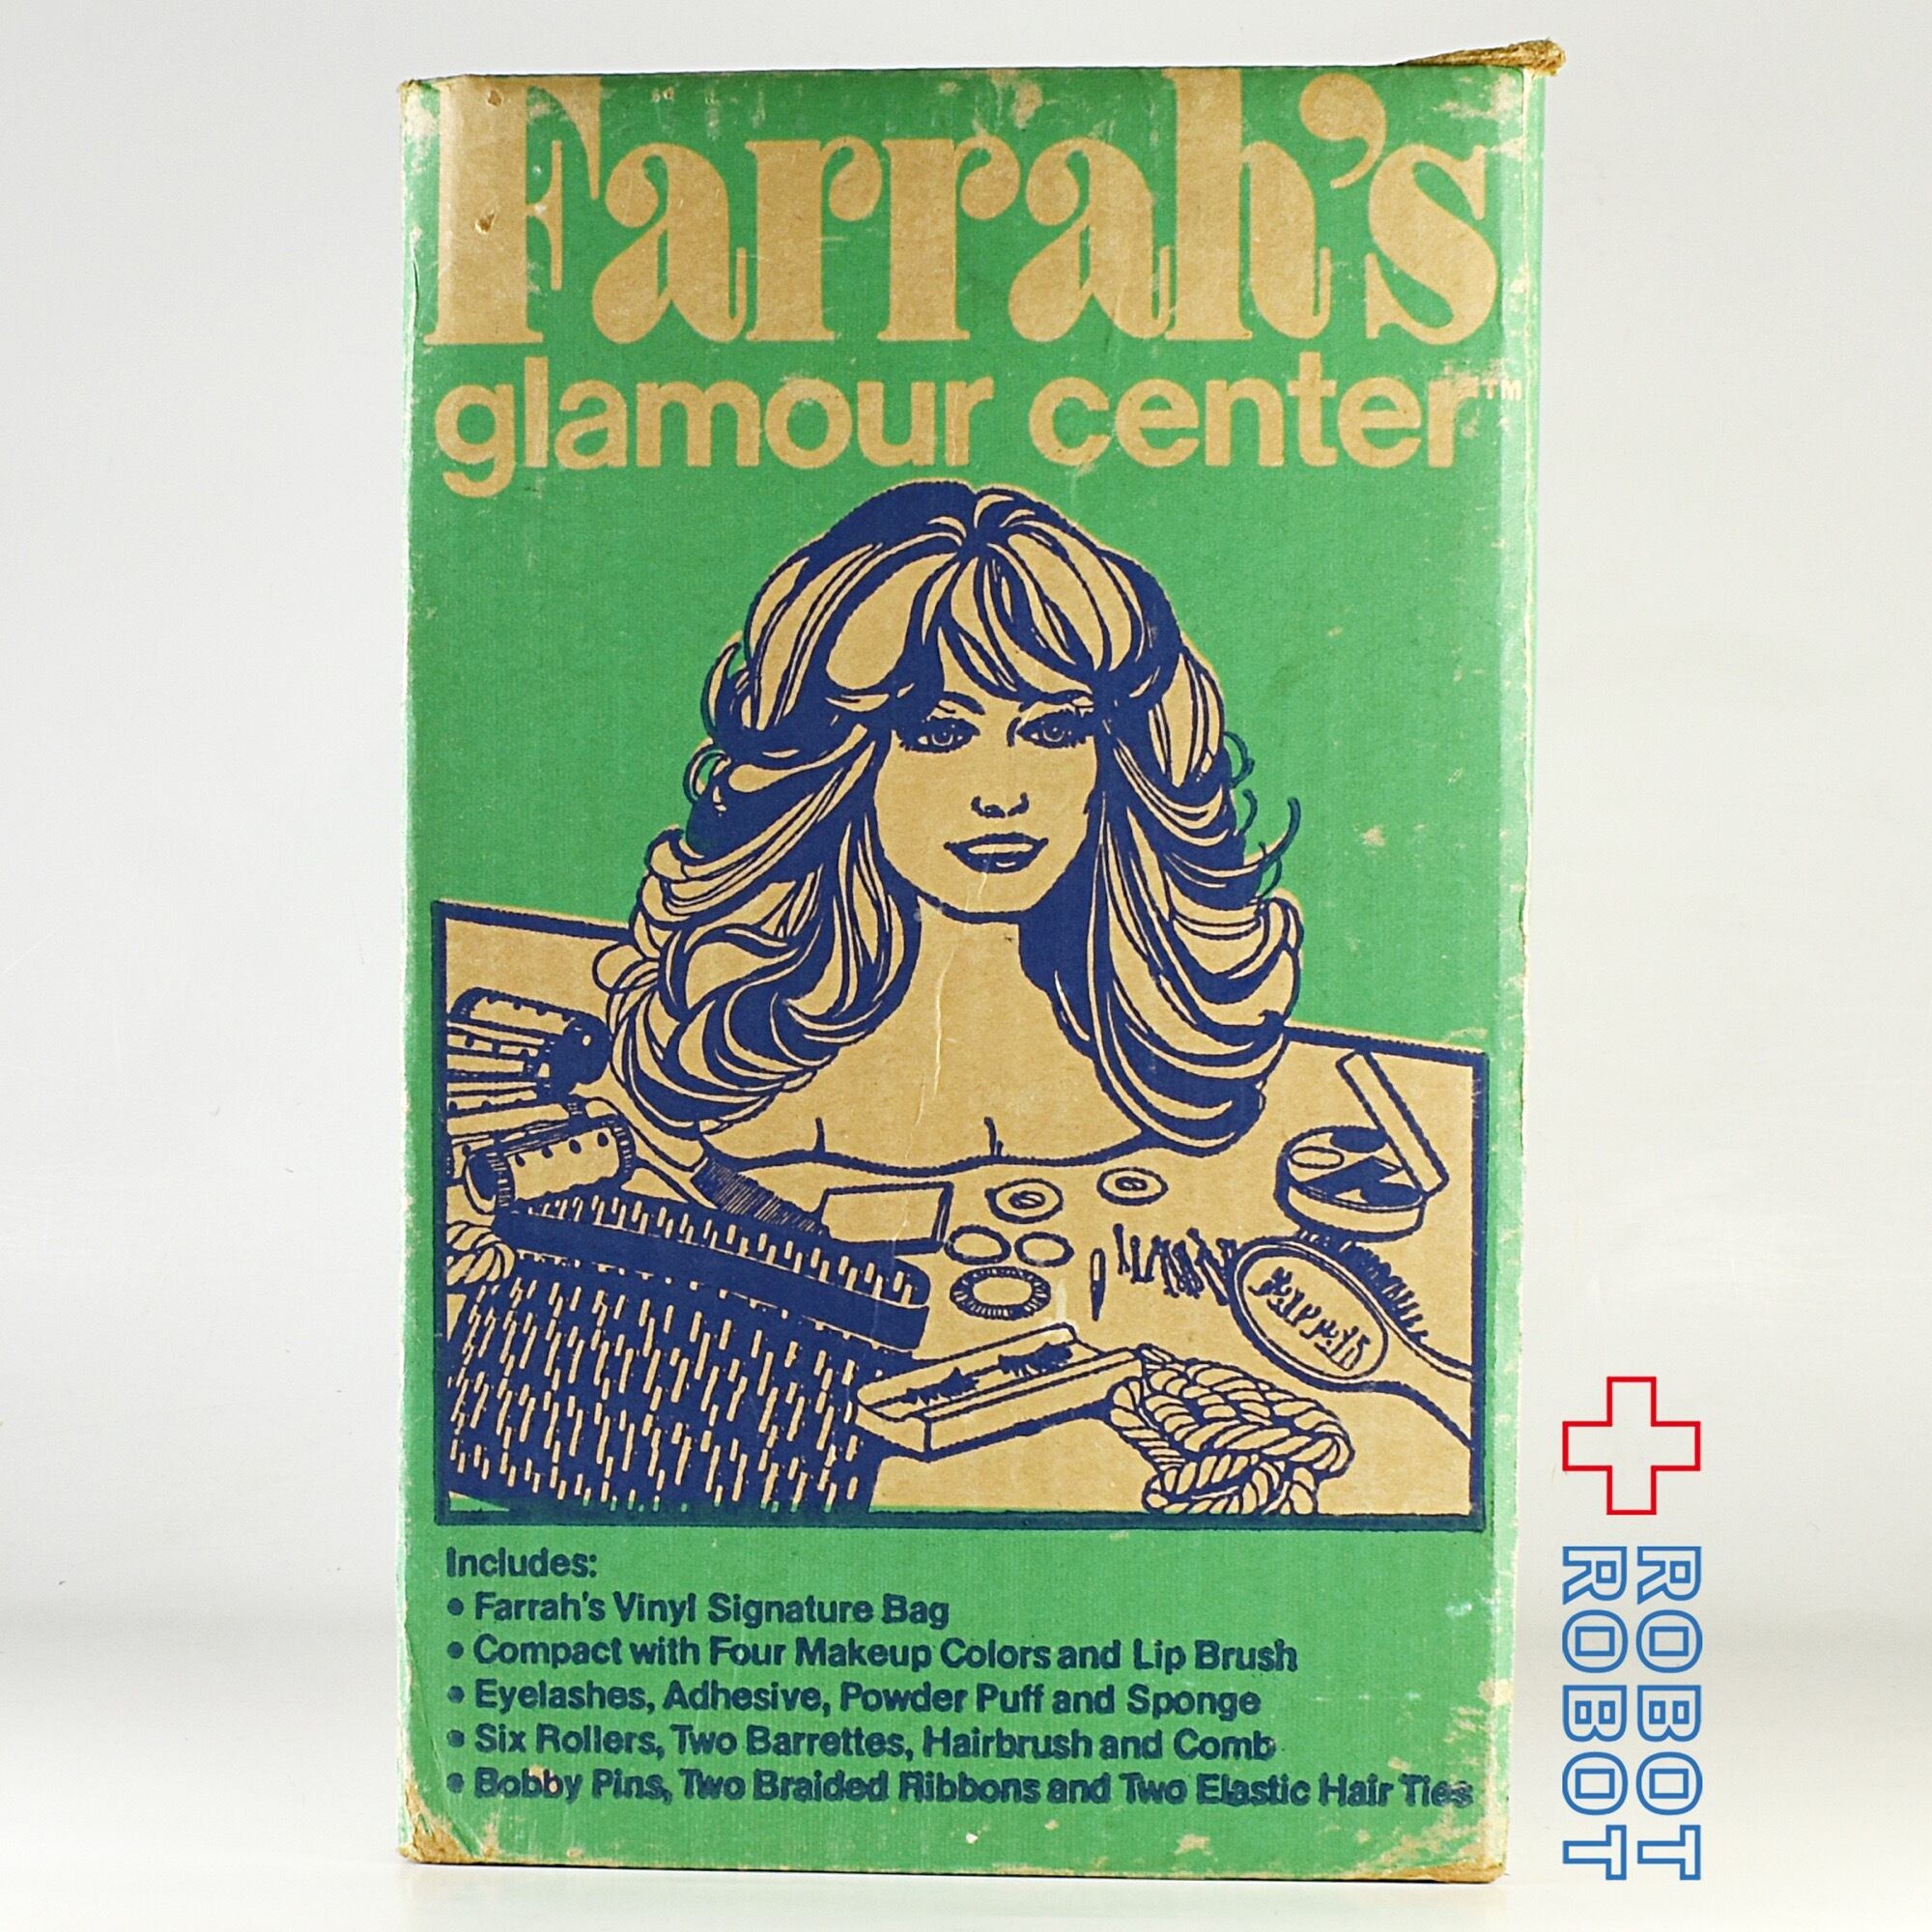 Farrah's
glamour center™
Farrah
Includes:
• Farrah's Vinyl Signature Bag
• Compact with Four Makeup Colors and Lip Brush
• Eyelashes, Adhesive, Powder Puff and Sponge
• Six Rollers, Two Barrettes, Hairbrush and Comb
• Bobby Pins, Two Braided Ribbons and Two Elastic Hair Ties
ROBOT
ROBOT